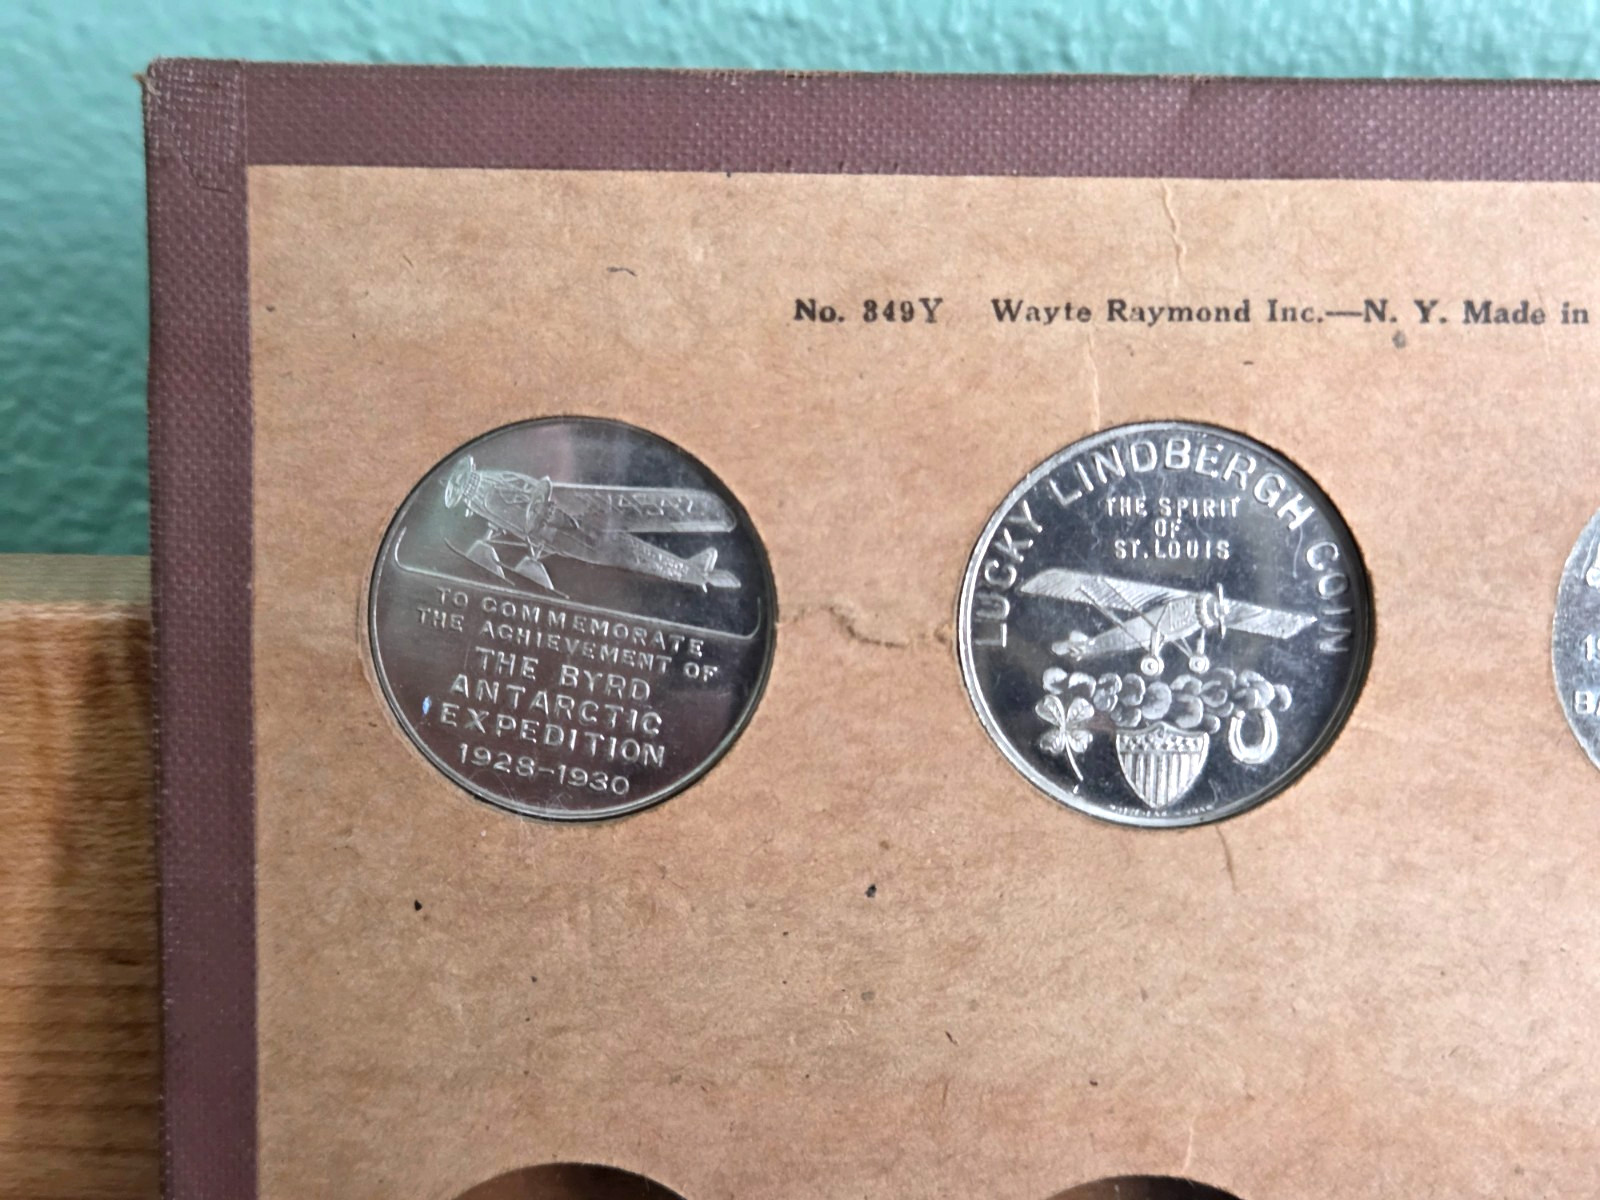 No. 349Y Wayte Raymond Inc.—N. Y. Made in
TO COMMEMORATE
THE ACHIEVEMENT OF
THE BYRD
ANTARCTIC
EXPEDITION
1928-1930
LUCKY LINDBERGH COIN
THE SPIRIT
OF
ST. LOUIS